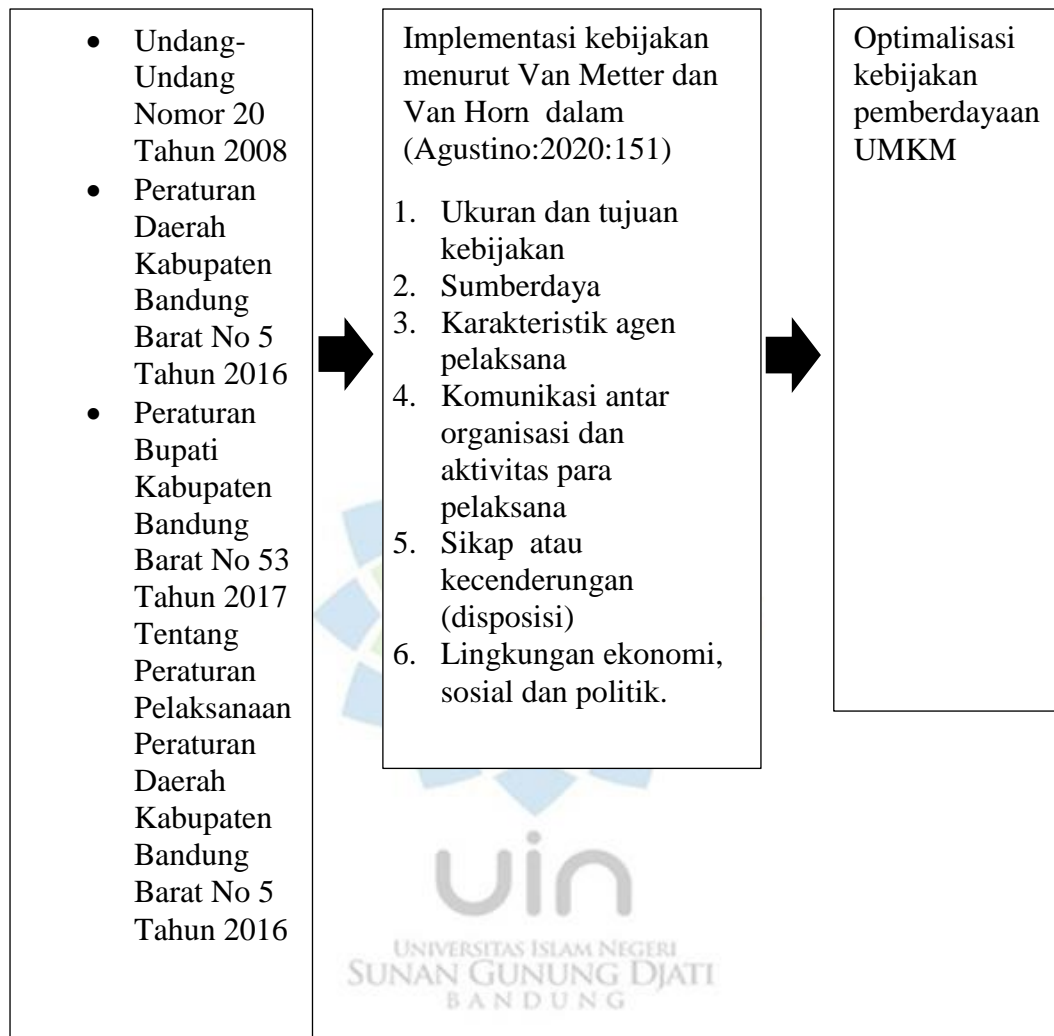 • Undang-
Undang
Nomor 20
Tahun 2008
• Peraturan
Daerah
Kabupaten
Bandung
Barat No 5
Tahun 2016
• Peraturan
Bupati
Kabupaten
Bandung
Barat No 53
Tahun 2017
Tentang
Peraturan
Pelaksanaan
Peraturan
Daerah
Kabupaten
Bandung
Barat No 5
Tahun 2016
Implementasi kebijakan
menurut Van Metter dan
Van Horn dalam
(Agustino:2020:151)
1. Ukuran dan tujuan
kebijakan
2. Sumberdaya
3. Karakteristik agen
pelaksana
4. Komunikasi antar
organisasi dan
aktivitas para
pelaksana
5. Sikap atau
kecenderungan
(disposisi)
6. Lingkungan ekonomi,
sosial dan politik.
Optimalisasi
kebijakan
pemberdayaan
UMKM
uin
UNIVERSITAS ISLAM NEGERI
SUNAN GUNUNG DJATI
BANDUNG